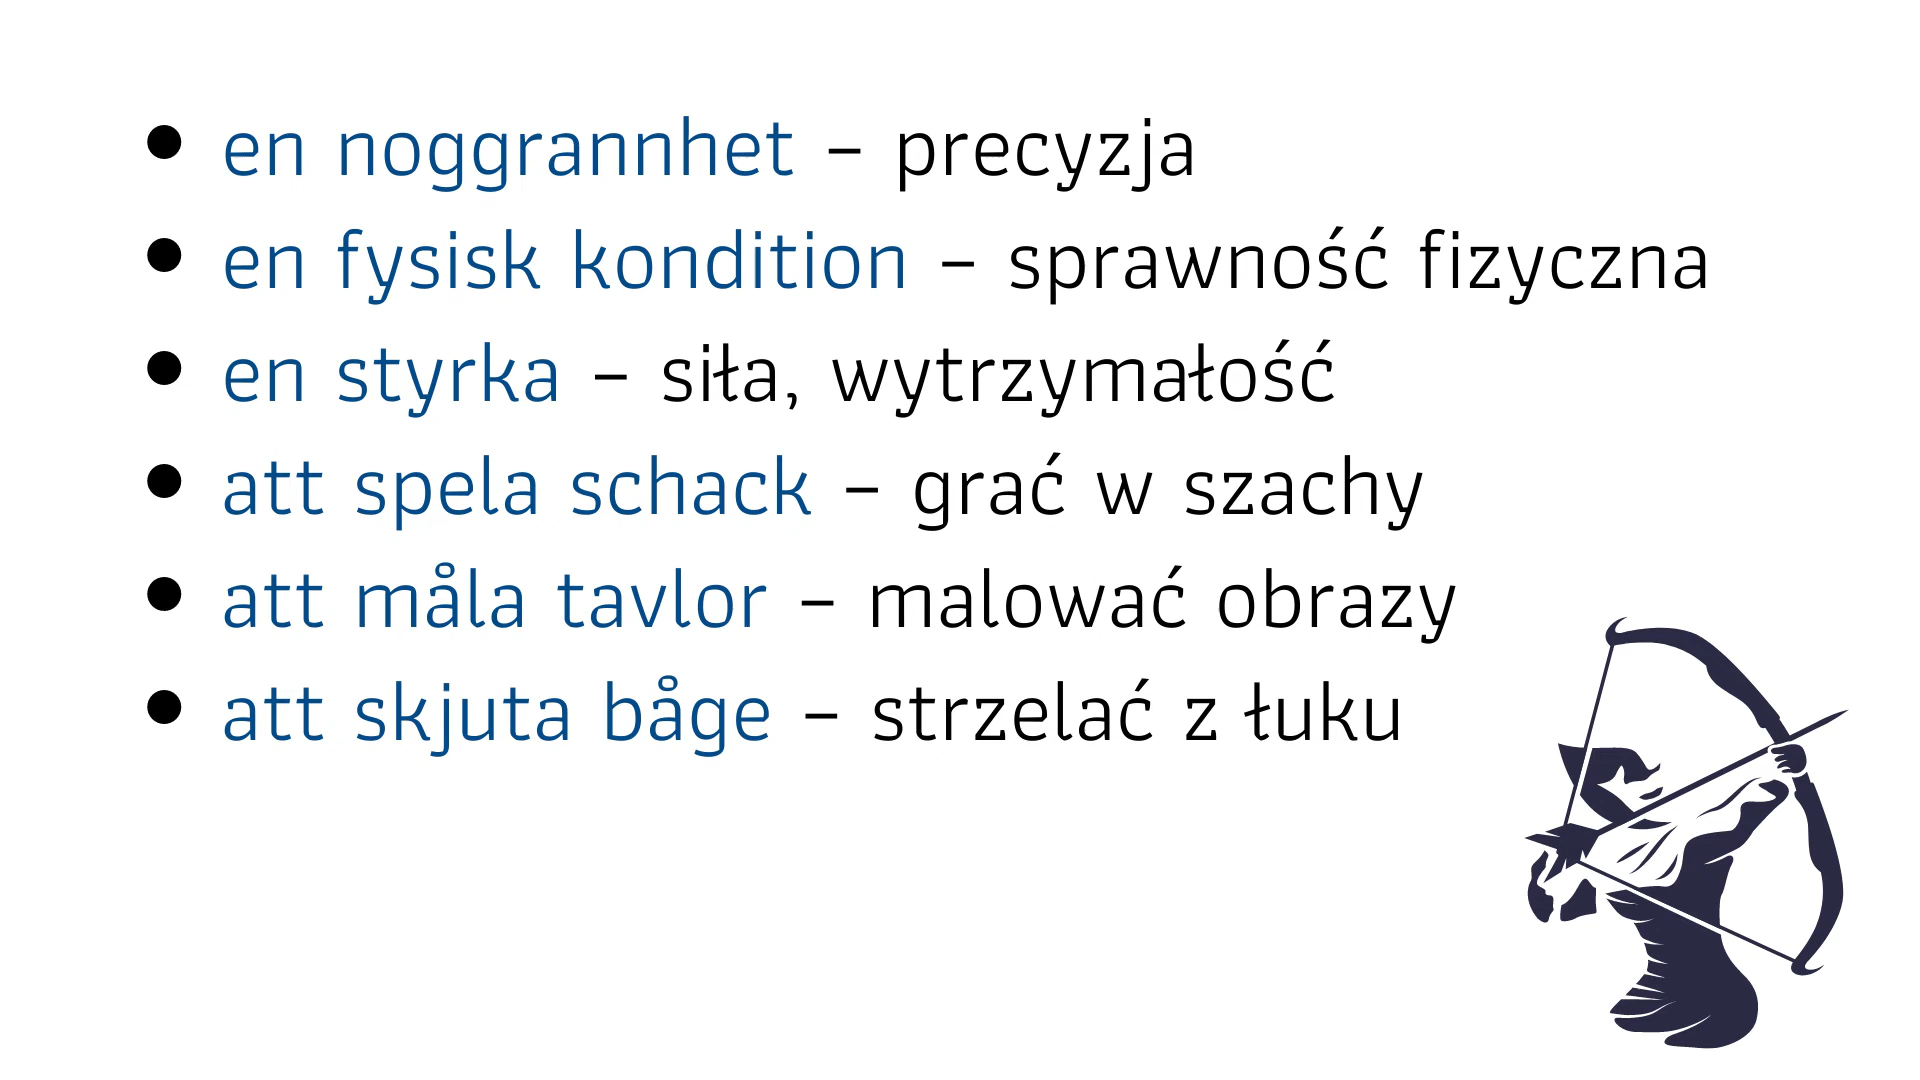 • en noggrannhet – precyzja
• en fysisk kondition – sprawność fizyczna
• en styrka – siła, wytrzymałość
• att spela schack – grać w szachy
• att måla tavlor – malować obrazy
• att skjuta båge – strzelać z łuku